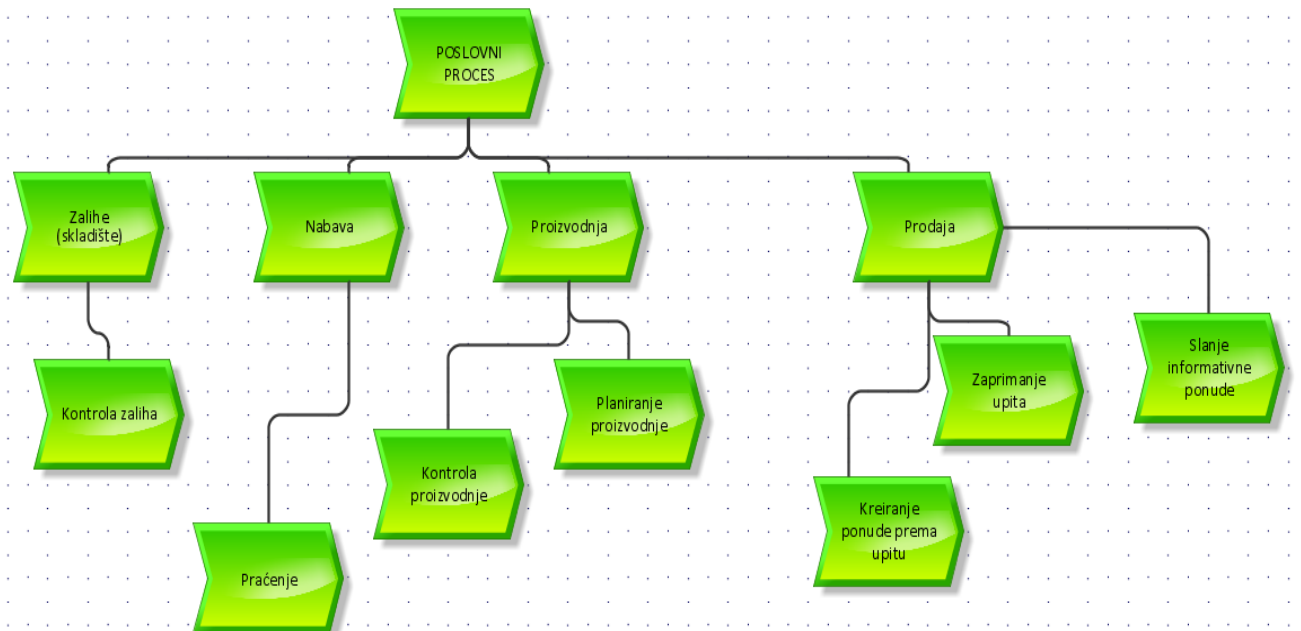 POSLOVNI
PROCES
Zalihe
(skladište)
Nabava
Proizvodnja
Prodaja
Kontrola zaliha
Praćenje
Kontrola
proizvodnje
Planiranje
proizvodnje
Kreiranje
ponude prema
upitu
Zaprimanje
upita
Slanje
informativne
ponude